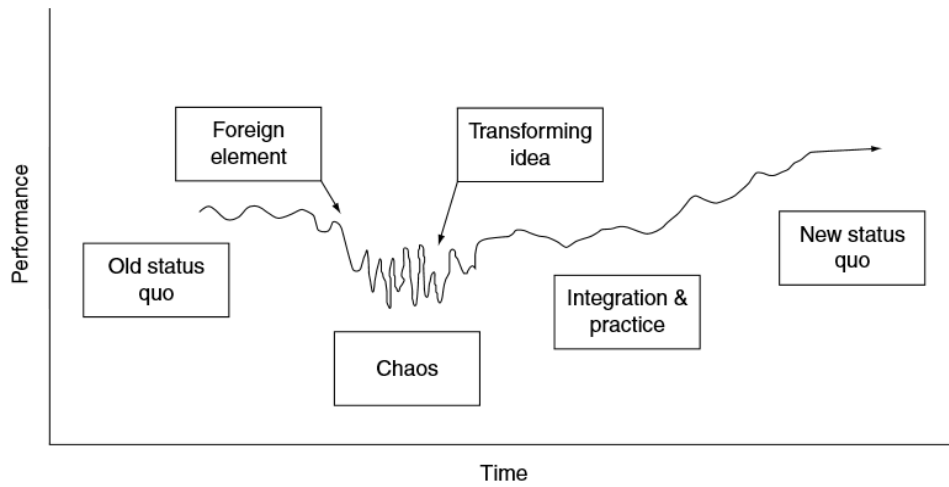 Performance
Foreign
element
Transforming
idea
Old status
quo
Chaos
Integration &
practice
New status
quo
Time